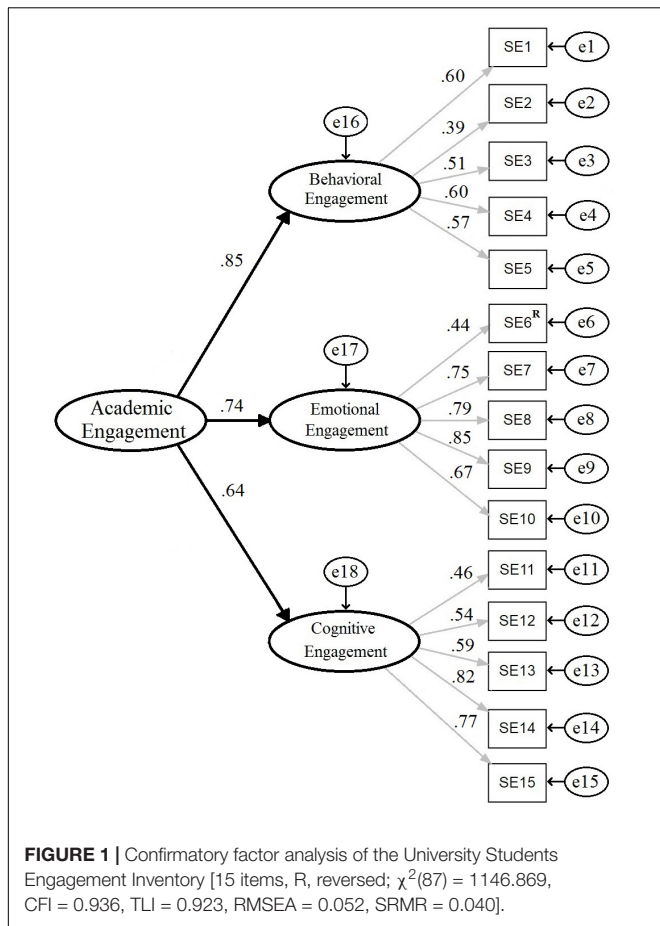 SE1 e1
.60
SE2 e2
.39
e16
SE3 e3
.51
Behavioral
Engagement
.60
SE4 e4
.57
SE5 e5
.85
SE6R e6
.44
e17
SE7 e7
.75
Academic
Engagement
.74
Emotional
Engagement
.79
SE8 e8
.85
SE9 e9
.67
SE10 e10
.64
SE11 e11
e18
.46
SE12 e12
.54
Cognitive
Engagement
.59
SE13 e13
.82
SE14 e14
.77
SE15 e15
FIGURE 1 | Confirmatory factor analysis of the University Students
Engagement Inventory [15 items, R, reversed; χ²(87) = 1146.869,
CFI = 0.936, TLI = 0.923, RMSEA = 0.052, SRMR = 0.040].